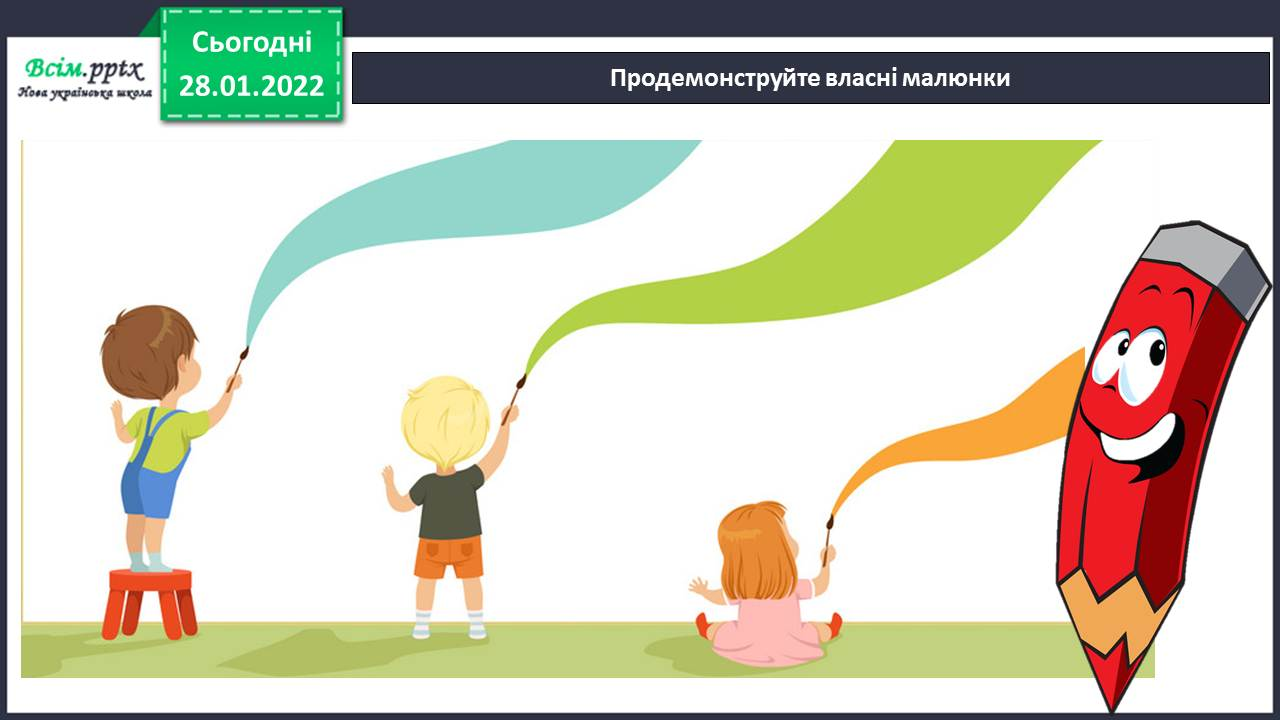 Сьогодні
28.01.2022
Всім.pptx
Нова українська школа
Продемонструйте власні малюнки